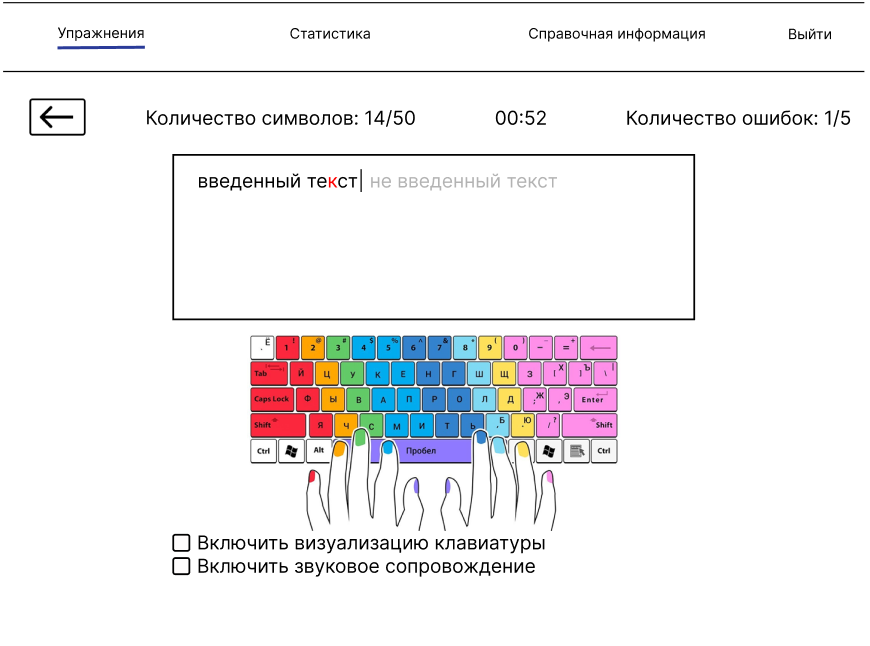 Упражнения Статистика Справочная информация Выйти
Количество символов: 14/50 00:52 Количество ошибок: 1/5
введенный текст| не введенный текст
Ё 1 ! 2 @ 3 # 4 $ 5 % 6 ^ 7 & 8 * 9 ( 0 ) - = +
Tab Й Ц У К Е Н Г Ш Щ З [ Х ] Ъ \ |
Caps Lock Ф Ы В А П Р О Л Д ; Ж , Э Enter
Shift Я Ч С М И Т Ь . Б . Ю / ? Shift
Ctrl Alt Пробел Ctrl
Включить визуализацию клавиатуры
Включить звуковое сопровождение